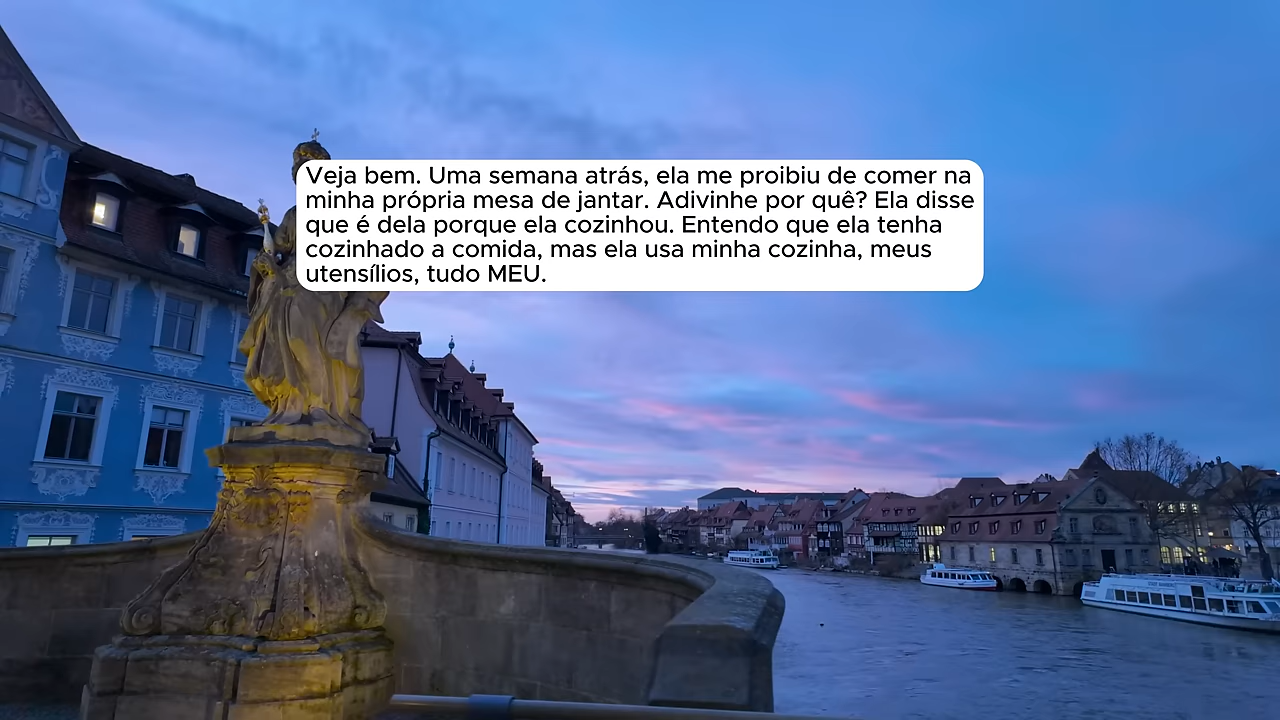 Veja bem. Uma semana atrás, ela me proibiu de comer na
minha própria mesa de jantar. Adivinhe por quê? Ela disse
que é dela porque ela cozinhou. Entendo que ela tenha
cozinhado a comida, mas ela usa minha cozinha, meus
utensílios, tudo MEU.